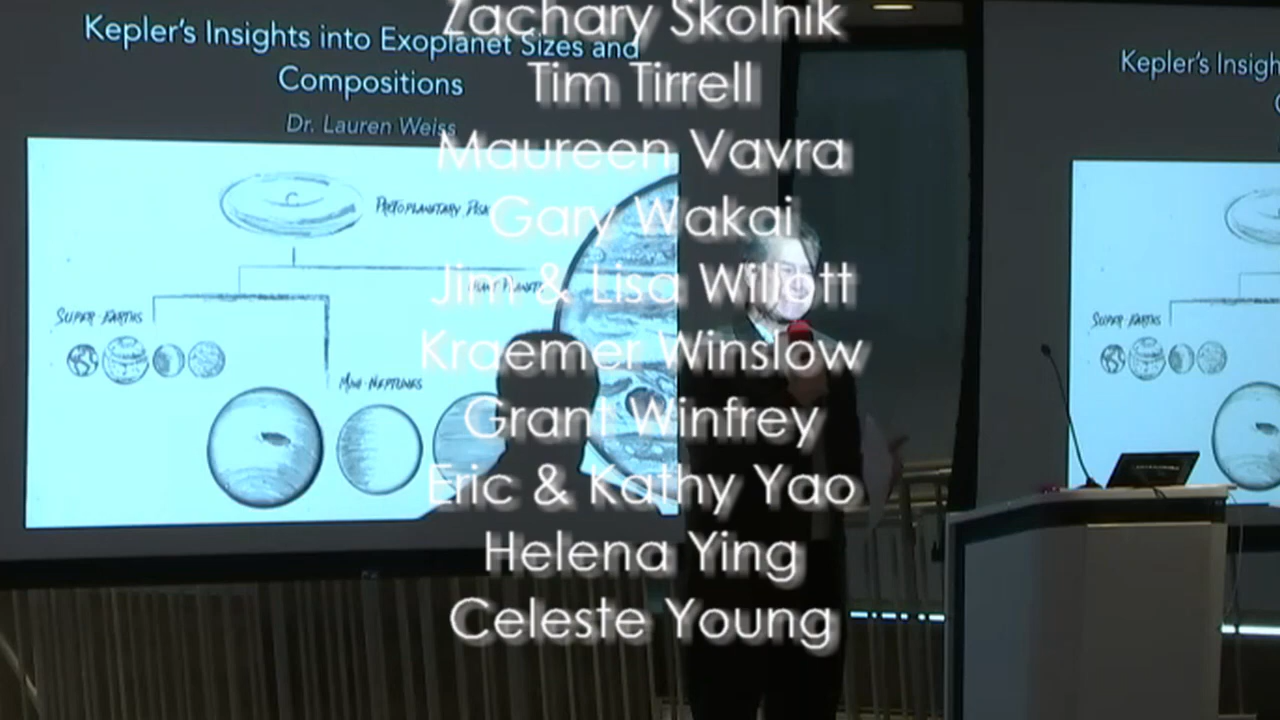 Zachary Skolnik
Tim Tirrell
Maureen Vavra
Gary Wakai
Jim & Lisa Willott
Kraemer Winslow
Grant Winfrey
Eric & Kathy Yao
Helena Ying
Celeste Young
Kepler's Insights into Exoplanet Sizes and
Compositions
Dr. Lauren Weiss
PROTOPLANETARY DISK
GIANT PLANETS
SUPER-EARTHS
MINI-NEPTUNES
Kepler's Insigh
SUPER-EARTHS